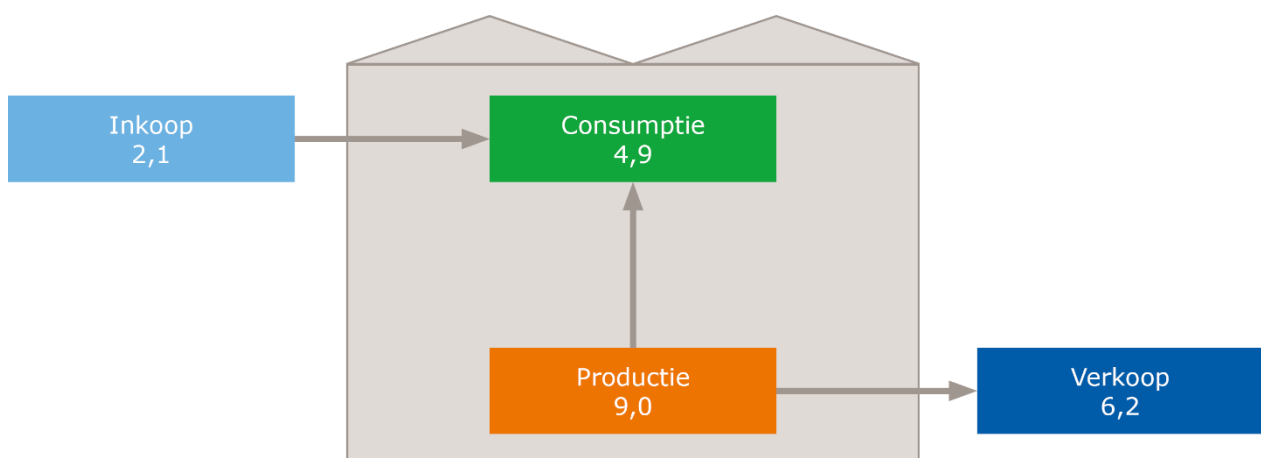 Inkoop
2,1
Consumptie
4,9
Productie
9,0
Verkoop
6,2